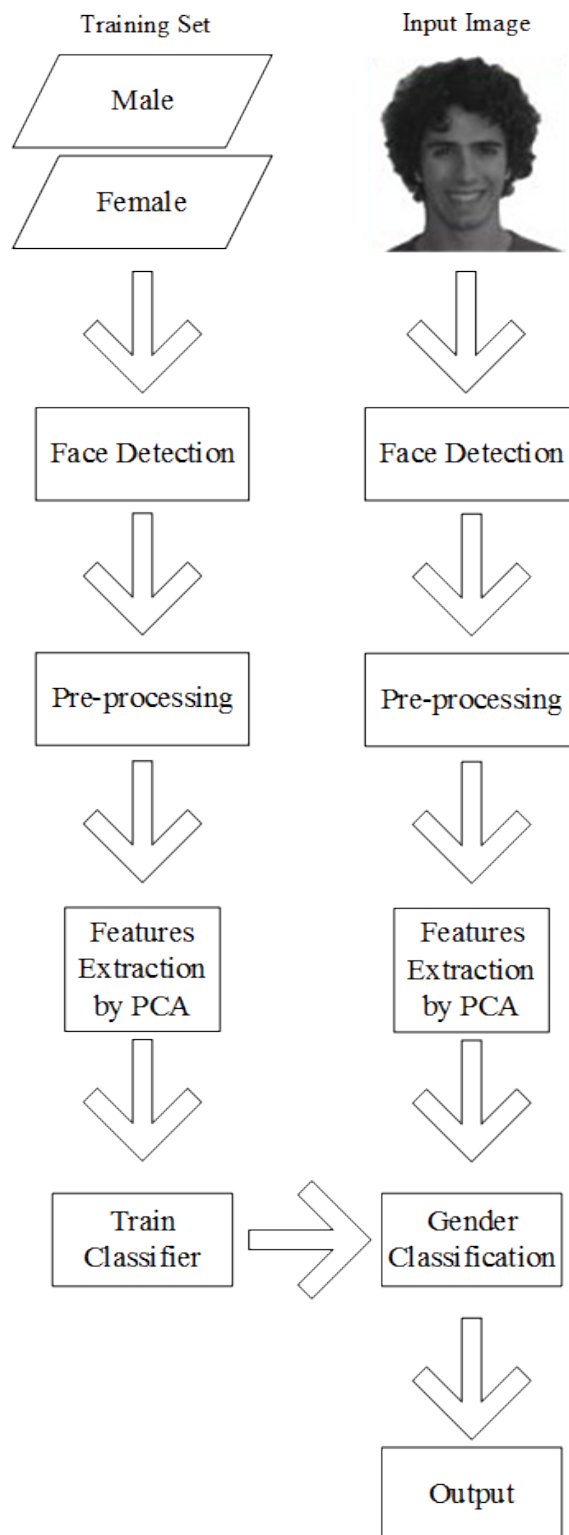 Training Set
Male
Female
Face Detection
Pre-processing
Features
Extraction
by PCA
Train
Classifier
Input Image
Face Detection
Pre-processing
Features
Extraction
by PCA
Gender
Classification
Output